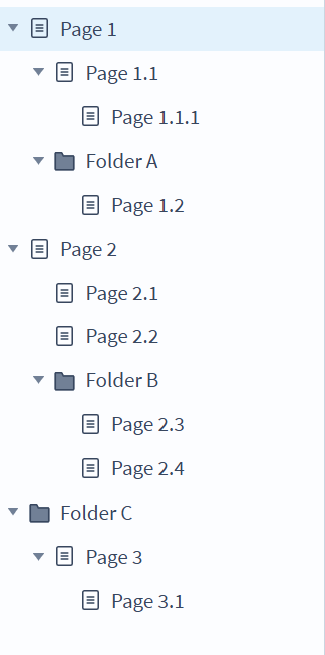 Page 1
Page 1.1
Page 1.1.1
Folder A
Page 1.2
Page 2
Page 2.1
Page 2.2
Folder B
Page 2.3
Page 2.4
Folder C
Page 3
Page 3.1